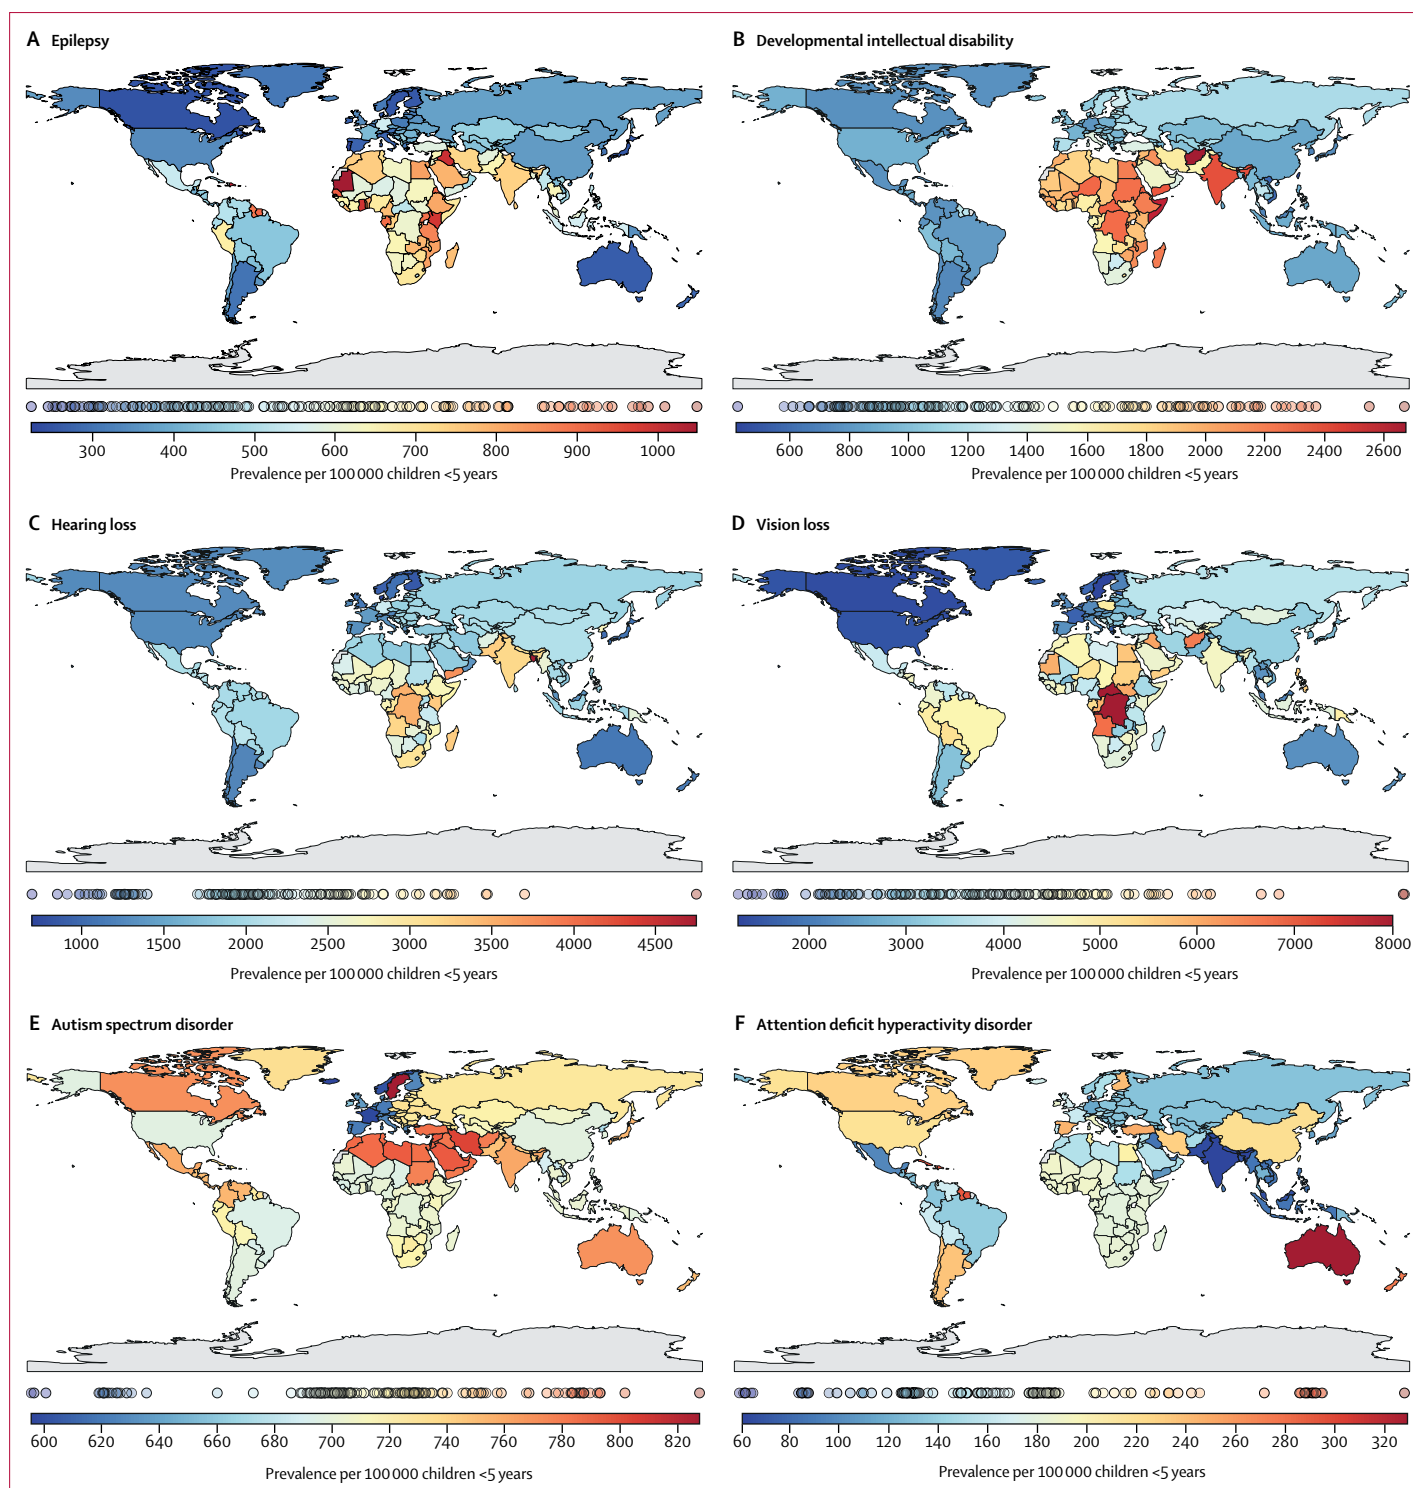 A Epilepsy
B Developmental intellectual disability
300 400 500 600 700 800 900 1000
Prevalence per 100 000 children <5 years
600 800 1000 1200 1400 1600 1800 2000 2200 2400 2600
Prevalence per 100 000 children <5 years
C Hearing loss
D Vision loss
1000 1500 2000 2500 3000 3500 4000 4500
Prevalence per 100 000 children <5 years
2000 3000 4000 5000 6000 7000 8000
Prevalence per 100 000 children <5 years
E Autism spectrum disorder
F Attention deficit hyperactivity disorder
600 620 640 660 680 700 720 740 760 780 800 820
Prevalence per 100 000 children <5 years
60 80 100 120 140 160 180 200 220 240 260 280 300 320
Prevalence per 100 000 children <5 years